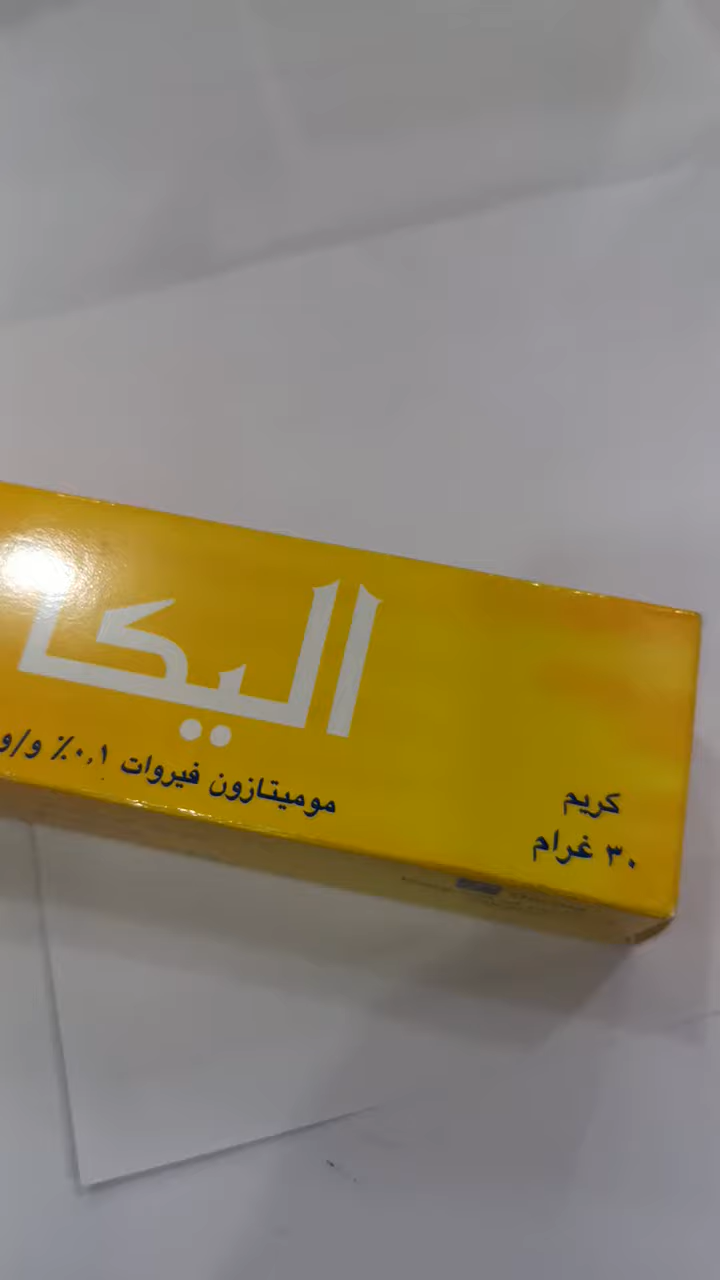 اليكا
موميتازون فيروات ٠,١٪ و/و
كريم
٣٠ غرام